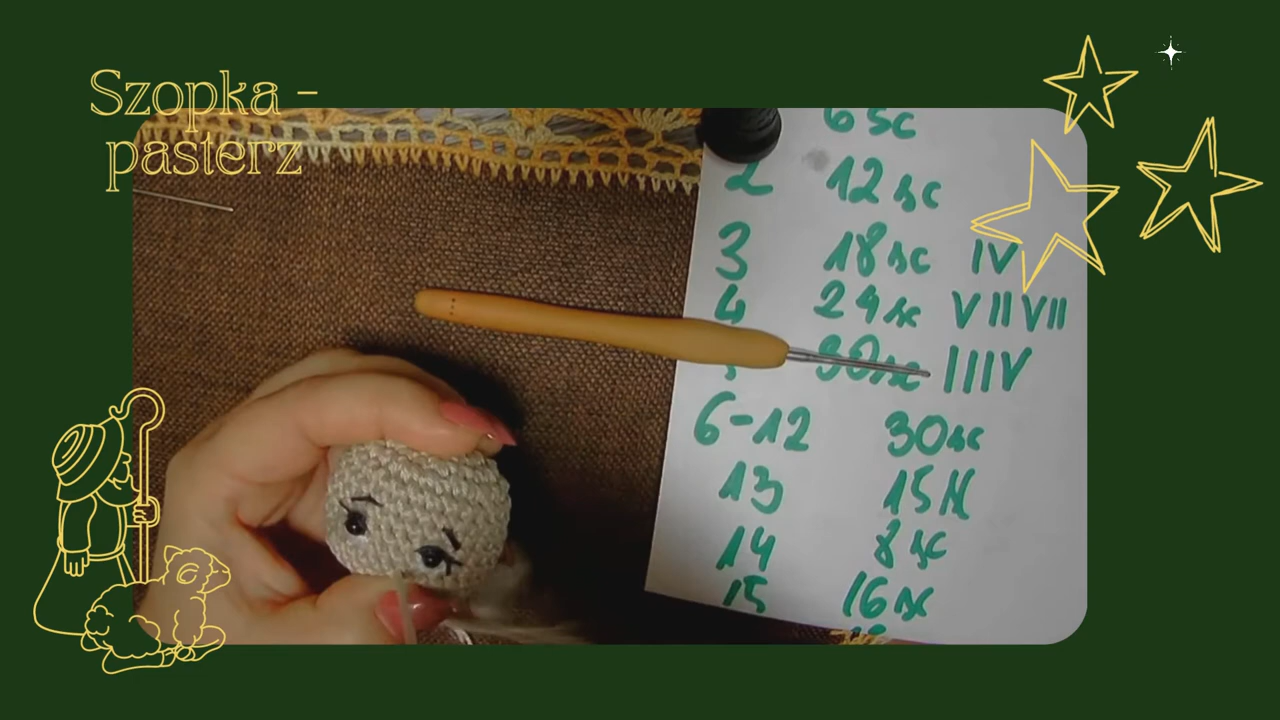 Szopka -
pasterz
6 sc
2 12 sc
3 18 sc IV
4 24 sc V II V II
30 sc IIIV
6-12 30 sc
13 15 sc
14 8 sc
15 16 sc